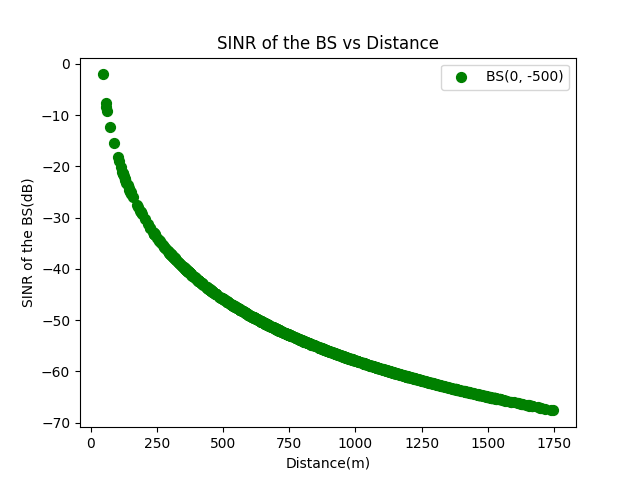 SINR of the BS vs Distance
BS(0, -500)
SINR of the BS(dB)
0
−10
−20
−30
−40
−50
−60
−70
0 250 500 750 1000 1250 1500 1750
Distance(m)